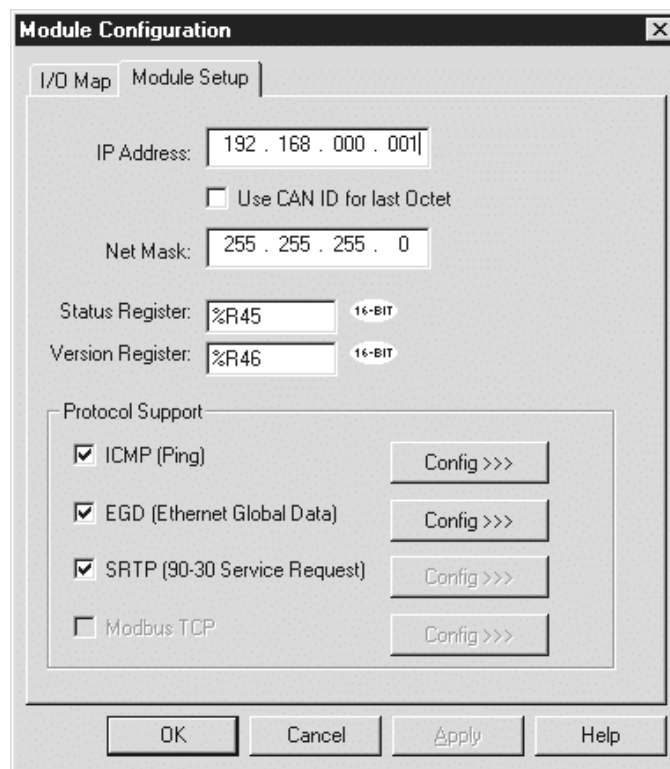 Module Configuration
I/O Map
Module Setup
IP Address: 192 . 168 . 000 . 001
Use CAN ID for last Octet
Net Mask: 255 . 255 . 255 . 0
Status Register: %R45 16-BIT
Version Register: %R46 16-BIT
Protocol Support
ICMP (Ping) Config >>>
EGD (Ethernet Global Data) Config >>>
SRTP (90-30 Service Request) Config >>>
Modbus TCP Config >>>
OK Cancel Apply Help